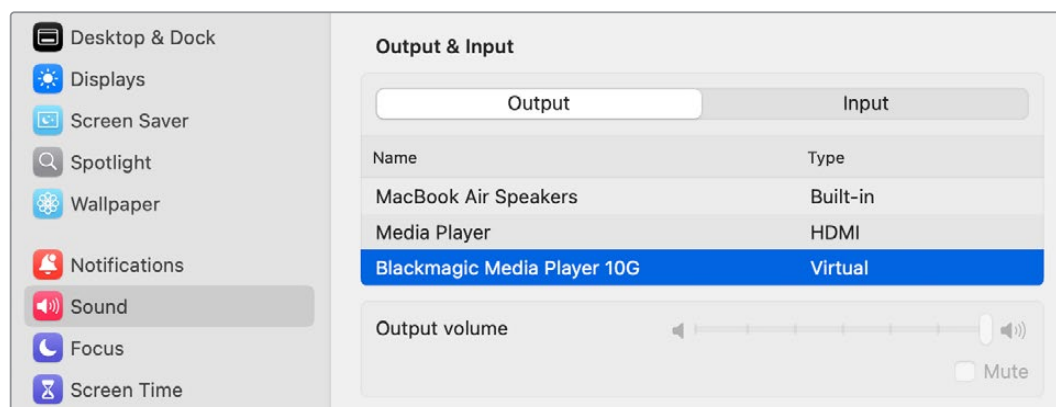 Desktop & Dock
Displays
Screen Saver
Spotlight
Wallpaper
Notifications
Sound
Focus
Screen Time
Output & Input
Output Input
Name Type
MacBook Air Speakers Built-in
Media Player HDMI
Blackmagic Media Player 10G Virtual
Output volume
Mute